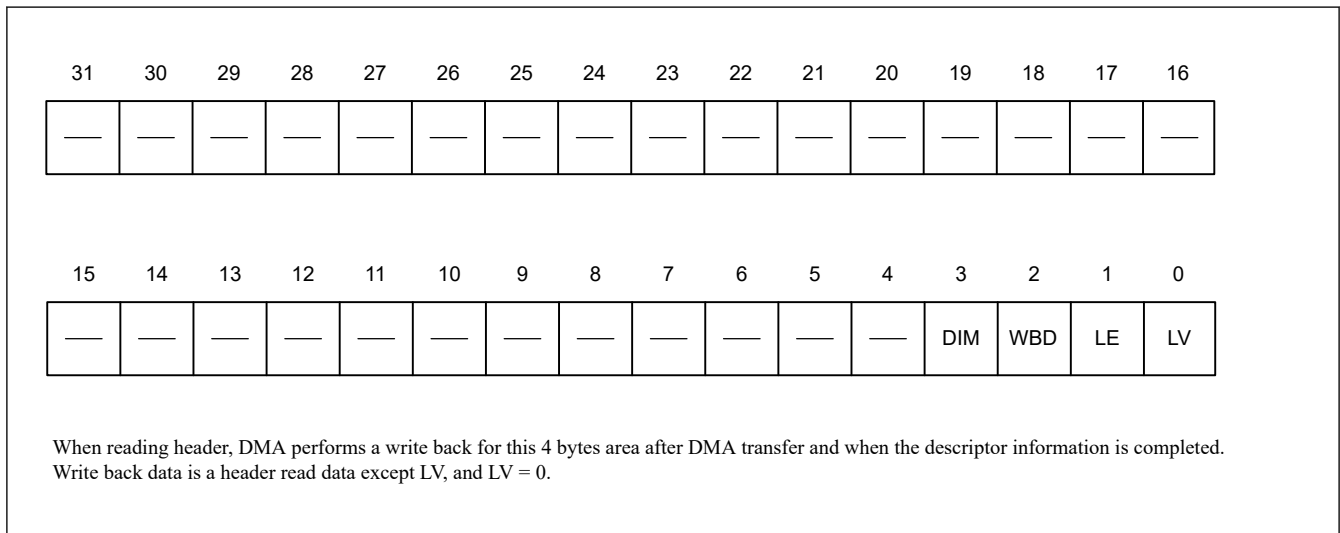 31 30 29 28 27 26 25 24 23 22 21 20 19 18 17 16
— — — — — — — — — — — — — — — —
15 14 13 12 11 10 9 8 7 6 5 4 3 2 1 0
— — — — — — — — — — — — DIM WBD LE LV
When reading header, DMA performs a write back for this 4 bytes area after DMA transfer and when the descriptor information is completed.
Write back data is a header read data except LV, and LV = 0.